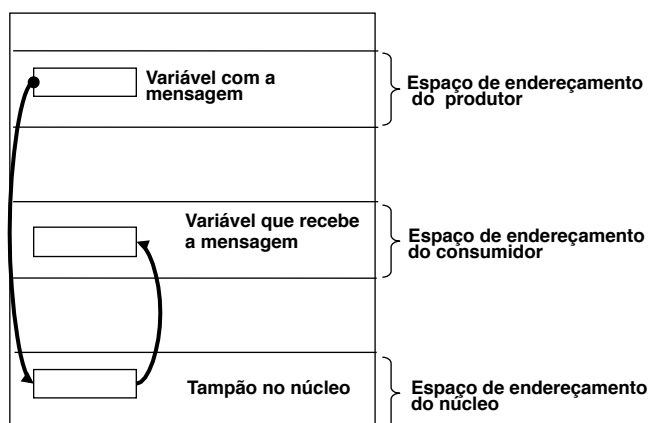 Variável com a
mensagem
Espaço de endereçamento
do produtor
Variável que recebe
a mensagem
Espaço de endereçamento
do consumidor
Tampão no núcleo
Espaço de endereçamento
do núcleo